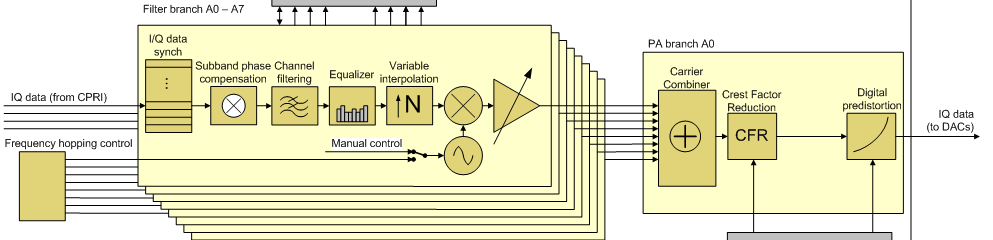 Filter branch A0 – A7
I/Q data
synch
Subband phase
compensation
Channel
filtering
Equalizer
Variable
interpolation
N
IQ data (from CPRI)
Manual control
Frequency hopping control
PA branch A0
Carrier
Combiner
Crest Factor
Reduction
CFR
Digital
predistortion
IQ data
(to DACs)